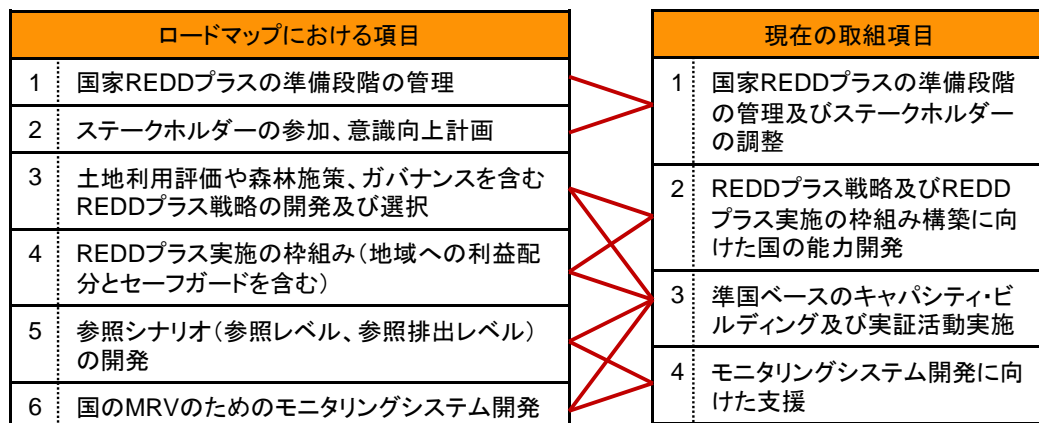 ロードマップにおける項目
1 国家REDDプラスの準備段階の管理
2 ステークホルダーの参加、意識向上計画
3 土地利用評価や森林施策、ガバナンスを含む
REDDプラス戦略の開発及び選択
4 REDDプラス実施の枠組み（地域への利益配
分とセーフガードを含む）
5 参照シナリオ（参照レベル、参照排出レベル）
の開発
6 国のMRVのためのモニタリングシステム開発
現在の取組項目
1 国家REDDプラスの準備段階
の管理及びステークホルダー
の調整
2 REDDプラス戦略及びREDD
プラス実施の枠組み構築に向
けた国の能力開発
3 準国ベースのキャパシティ・ビ
ルディング及び実証活動実施
4 モニタリングシステム開発に向
けた支援